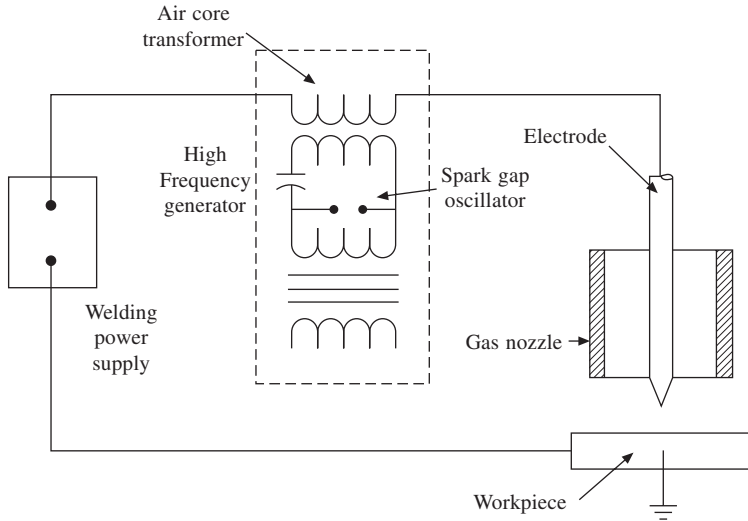 Air core
transformer
High
Frequency
generator
Spark gap
oscillator
Electrode
Welding
power
supply
Gas nozzle
Workpiece